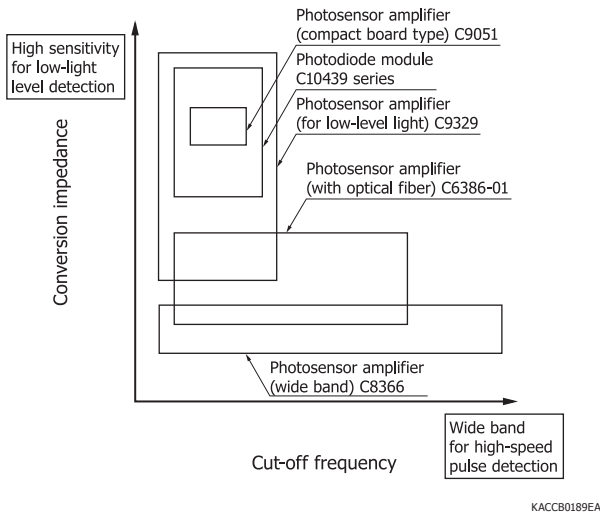 High sensitivity
for low-light
level detection
Photosensor amplifier
(compact board type) C9051
Photodiode module
C10439 series
Photosensor amplifier
(for low-level light) C9329
Photosensor amplifier
(with optical fiber) C6386-01
Conversion impedance
Photosensor amplifier
(wide band) C8366
Cut-off frequency
Wide band
for high-speed
pulse detection
KACCB0189EA